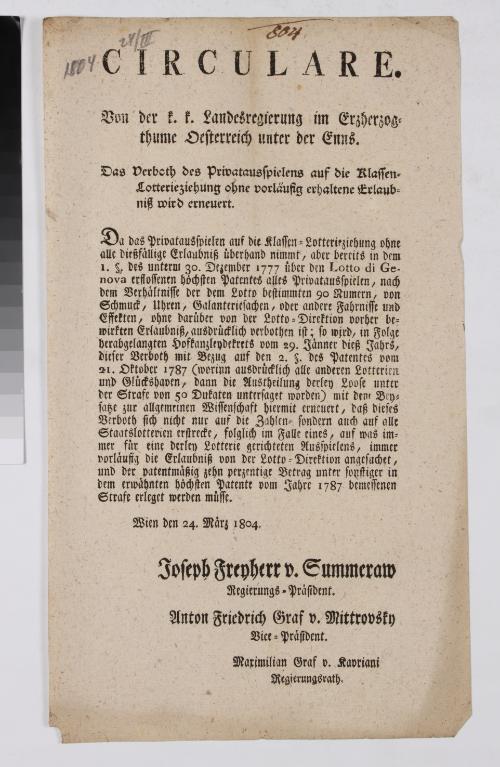 804
1804 24/III
CIRCULARE.
Von der k. k. Landesregierung im Erzherzog-
thume Oesterreich unter der Enns.
Das Verboth des Privatausspielens auf die Klassen-
Lotterieziehung ohne vorläufig erhaltene Erlaub-
niß wird erneuert.
Da das Privatausspielen auf die Klassen-Lotterieziehung ohne
alle dießfällige Erlaubniß überhand nimmt, aber bereits in dem
1. §. des unterm 30. Dezember 1777 über den Lotto di Ge-
nova erflossenen höchsten Patentes alles Privatausspielen, nach
dem Verhältnisse der dem Lotto bestimmten 90 Numern, von
Schmuck, Uhren, Galanteriesachen, oder andere Fahrnisse und
Effekten, ohne darüber von der Lotto-Direktion vorher be-
wirkten Erlaubniß, ausdrücklich verbothen ist; so wird, in Folge
herabgelangten Hofkanzleydekrets vom 29. Jänner dieß Jahrs,
dieser Verboth mit Bezug auf den 2. §. des Patentes vom
21. Oktober 1787 (worinn ausdrücklich alle anderen Lotterien
und Glückshaven, dann die Austheilung derley Loose unter
der Strafe von 50 Dukaten untersaget worden) mit dem Bey-
satze zur allgemeinen Wissenschaft hiermit erneuert, daß dieses
Verboth sich nicht nur auf die Zahlen- sondern auch auf alle
Staatslotterien erstrecke, folglich im Falle eines, auf was im-
mer für eine derley Lotterie gerichteten Ausspielens, immer
vorläufig die Erlaubniß von der Lotto-Direktion angesuchet,
und der patentmäßig zehn perzentige Betrag unter sonstiger in
dem erwähnten höchsten Patente vom Jahre 1787 bemessenen
Strafe erleget werden müsse.
Wien den 24. März 1804.
Joseph Freyherr v. Summeraw
Regierungs-Präsident.
Anton Friedrich Graf v. Mittrovsky
Vice-Präsident.
Maximilian Graf v. Kavriani
Regierungsrath.